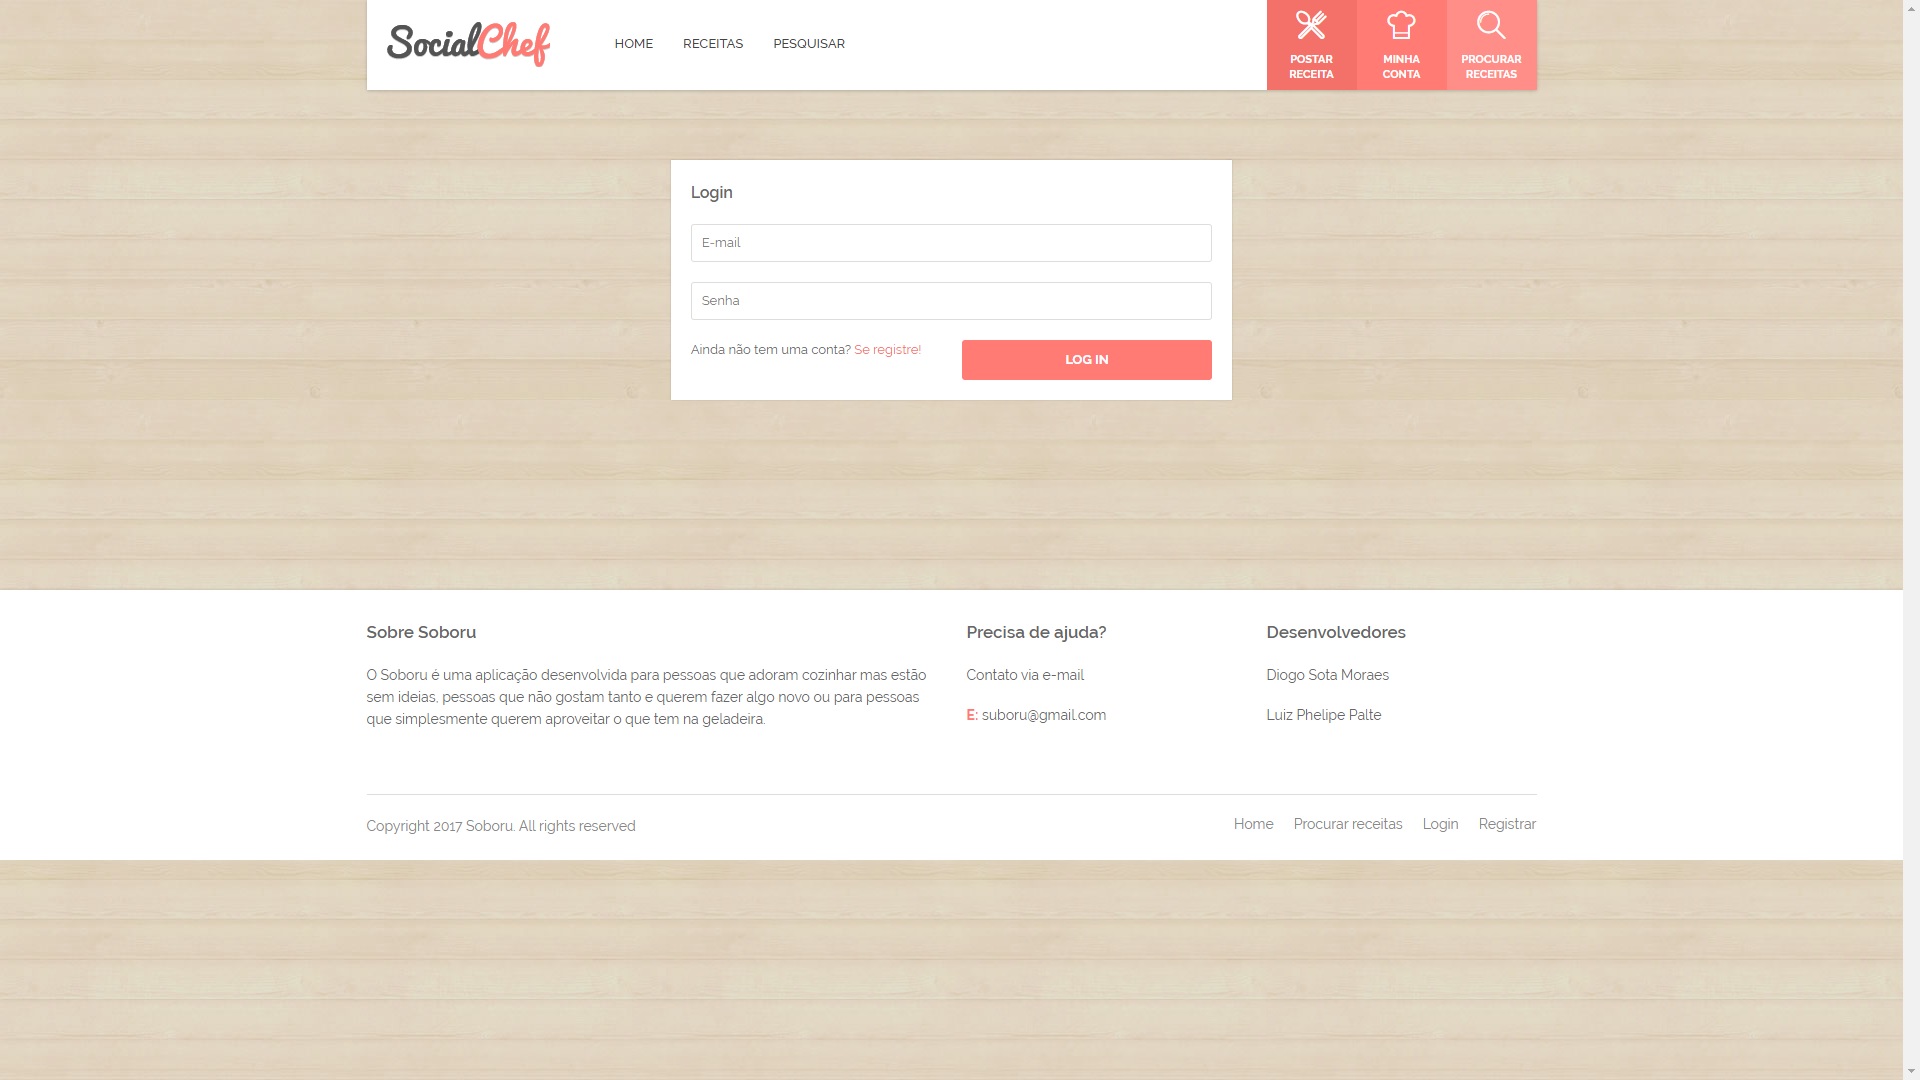 SocialChef
HOME
RECEITAS
PESQUISAR
POSTAR
RECEITA
MINHA
CONTA
PROCURAR
RECEITAS
Login
E-mail
Senha
Ainda não tem uma conta? Se registre!
LOG IN
Sobre Soboru
O Soboru é uma aplicação desenvolvida para pessoas que adoram cozinhar mas estão
sem ideias, pessoas que não gostam tanto e querem fazer algo novo ou para pessoas
que simplesmente querem aproveitar o que tem na geladeira.
Precisa de ajuda?
Contato via e-mail
E: suboru@gmail.com
Desenvolvedores
Diogo Sota Moraes
Luiz Phelipe Palte
Copyright 2017 Soboru. All rights reserved
Home
Procurar receitas
Login
Registrar